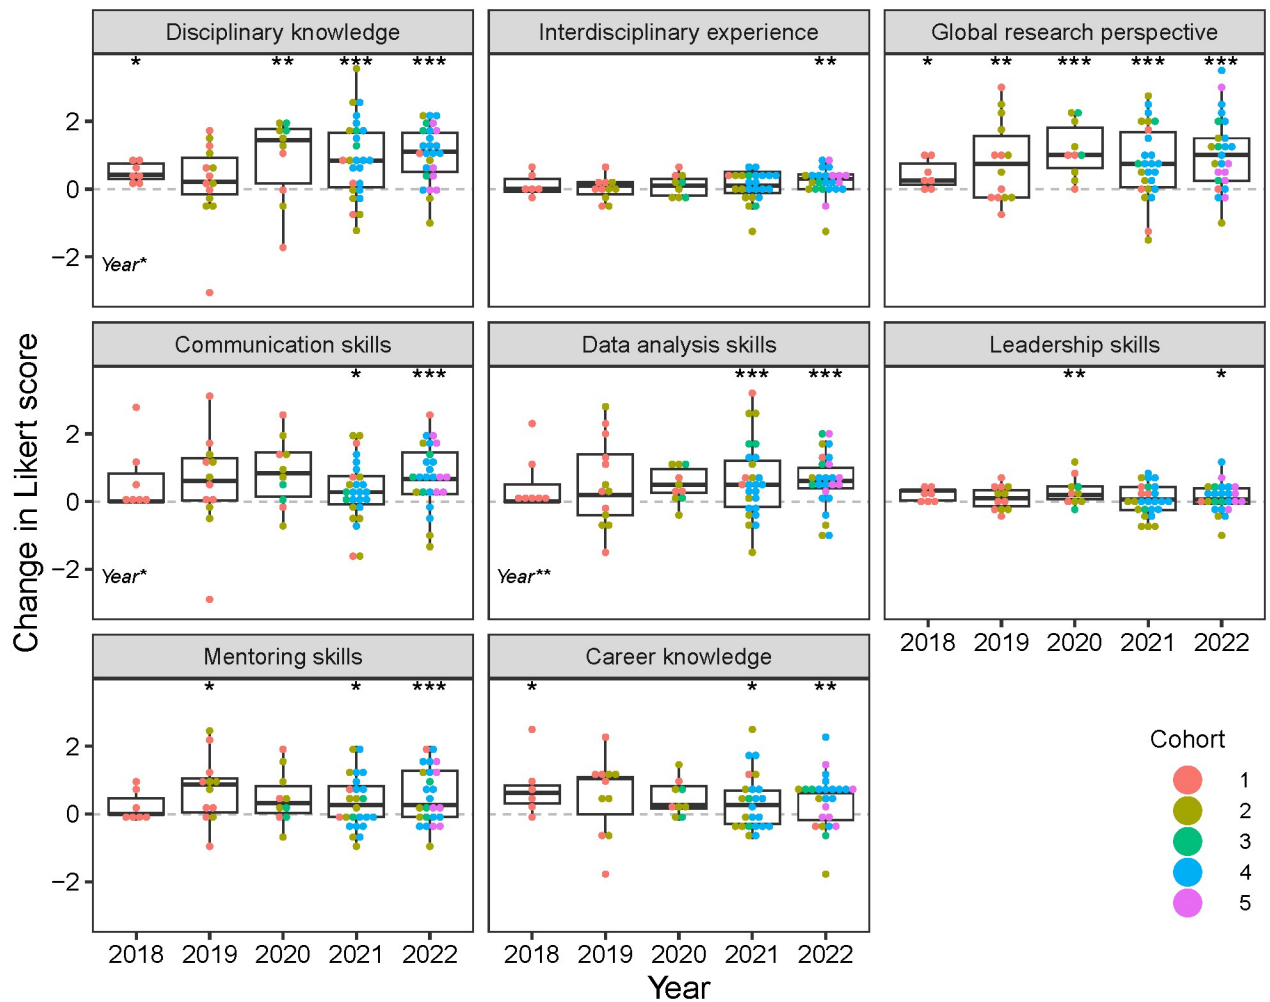 Disciplinary knowledge
Interdisciplinary experience
Global research perspective
* ** *** ***
**
* ** *** *** ***
2
0
−2
Year*
Communication skills
Data analysis skills
Leadership skills
* ***
*** ***
** *
2
0
−2
Year*
Year**
2018 2019 2020 2021 2022
Mentoring skills
Career knowledge
* * ***
* * **
2
0
−2
2018 2019 2020 2021 2022
2018 2019 2020 2021 2022
Change in Likert score
Year
Cohort
1
2
3
4
5